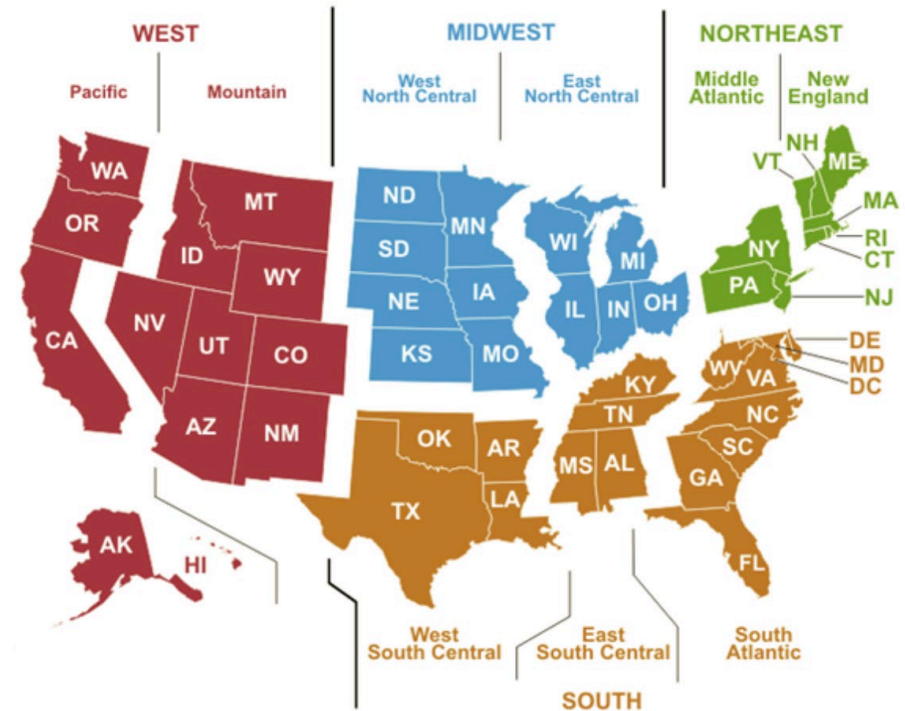 WEST
MIDWEST
NORTHEAST
Pacific
Mountain
West
North Central
East
North Central
Middle
Atlantic
New
England
WA
OR
CA
NV
ID
MT
WY
UT
CO
AZ
NM
AK
HI
ND
SD
NE
KS
MN
IA
MO
WI
IL
MI
IN
OH
NH
VT
ME
MA
RI
CT
NY
PA
NJ
DE
MD
DC
WV
VA
KY
TN
NC
SC
GA
FL
OK
AR
TX
LA
MS
AL
West
South Central
East
South Central
South
Atlantic
SOUTH